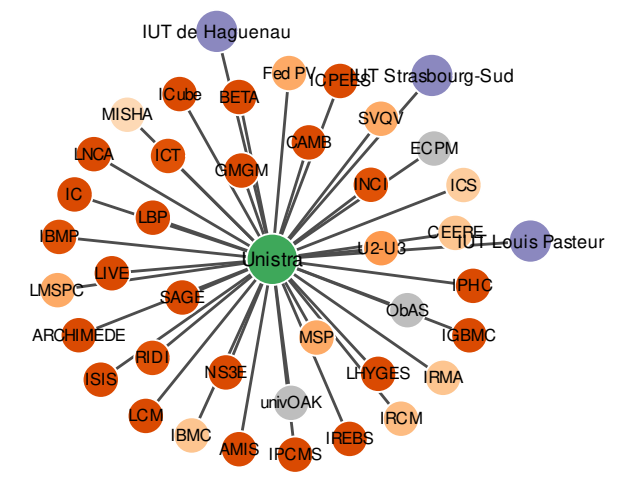 IUT de Haguenau
Fed PV
ICPEES
IUT Strasbourg-Sud
ICube
BETA
MISHA
SVQV
CAMB
ECPM
LNCA
ICT
GMGM
INCI
ICS
IC
LBP
IBMP
CEERE
IUT Louis Pasteur
U2-U3
Unistra
LIVE
LMSPC
SAGE
IPHC
ObAS
ARCHIMEDE
MSP
IGBMC
RIDI
ISIS
NS3E
LHYGES
IRMA
univOAK
LCM
IRCM
IBMC
AMIS
IREBS
IPCMS